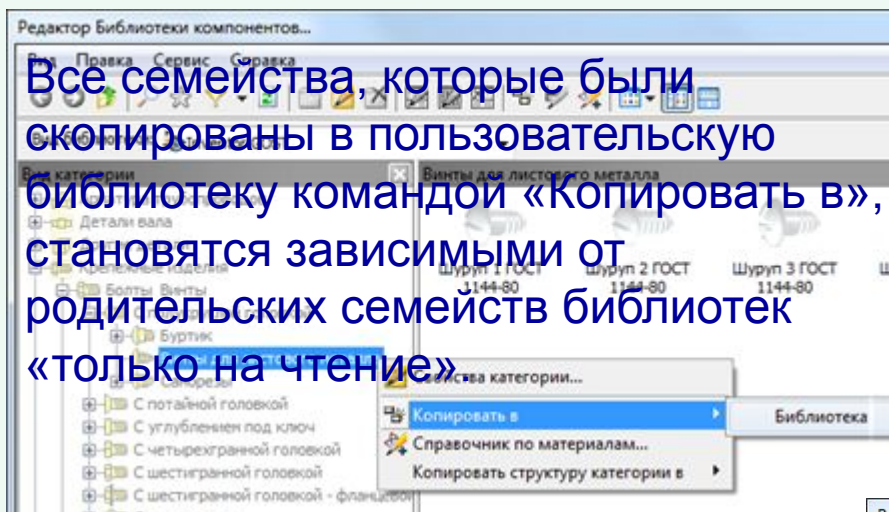 Редактор Библиотеки компонентов...
Вид Правка Сервис Справка
Все семейства, которые были
скопированы в пользовательскую
библиотеку командой «Копировать в»,
становятся зависимыми от
родительских семейств библиотек
«только на чтение».
Вид категории
Винты для листового металла
Детали вала
Крепежные изделия
Болты Винты
Буртик
Саморезы
С потайной головкой
С углублением под ключ
С четырехгранной головкой
С шестигранной головкой
С шестигранной головкой - фланцевой
Шуруп 1 ГОСТ
1144-80
Шуруп 2 ГОСТ
1144-80
Шуруп 3 ГОСТ
1144-80
Свойства категории...
Копировать в
Библиотека
Справочник по материалам...
Копировать структуру категории в